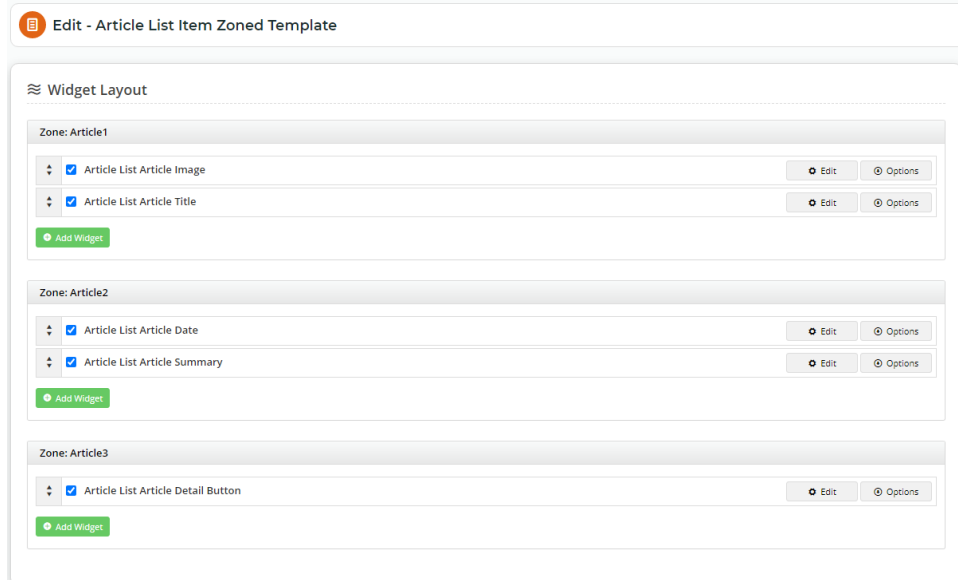 Edit - Article List Item Zoned Template
Widget Layout
Zone: Article1
Article List Article Image Edit Options
Article List Article Title Edit Options
Add Widget
Zone: Article2
Article List Article Date Edit Options
Article List Article Summary Edit Options
Add Widget
Zone: Article3
Article List Article Detail Button Edit Options
Add Widget